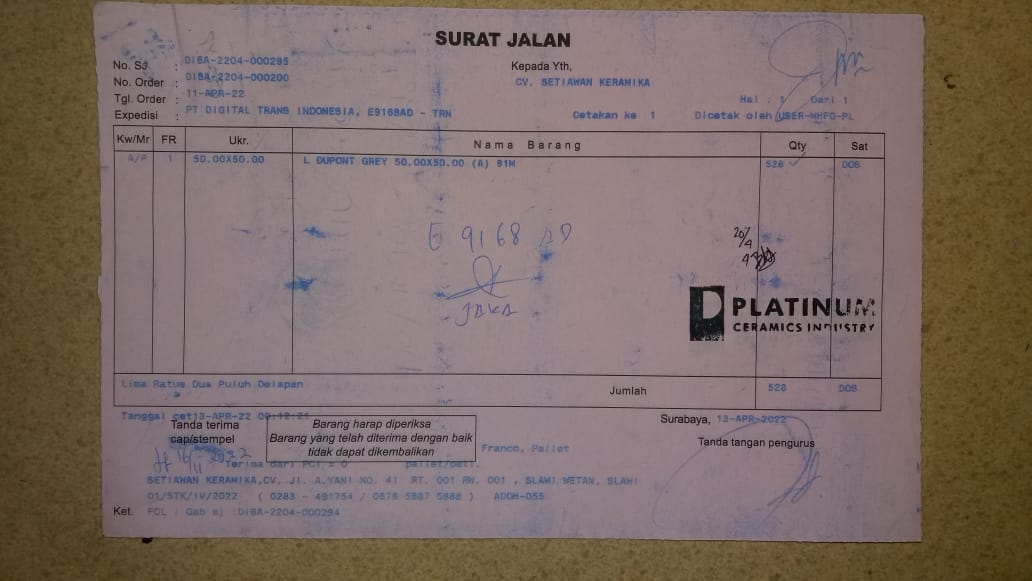 SURAT JALAN
No. SJ : DIBA-2204-000295
No. Order : DIBA-2204-000200
Tgl. Order : 11-APR-22
Expedisi : PT DIGITAL TRANS INDONESIA, E9168AD - TRN
Kepada Yth,
CV. SETIAWAN KERAMIKA
Hal : 1 Dari 1
Cetakan ke 1 Dicetak oleh USER-WHFG-PL
Kw/Mr FR Ukr. Nama Barang Qty Sat
A/P 1 50.00X50.00 L DUPONT GREY 50.00X50.00 (A) 91M 528 DOS
E 9168 AD
20/4
JAKA
PLATINUM
CERAMICS INDUSTRY
Lima Ratus Dua Puluh Delapan Jumlah 528 DOS
Tanggal cet13-APR-22
Surabaya, 13-APR-2022
Tanda terima
cap/stempel
Barang harap diperiksa
Barang yang telah diterima dengan baik
tidak dapat dikembalikan
Tanda tangan pengurus
Franco, Pallet
2022
Terima dari PCI = 0 pallet/peti.
SETIAWAN KERAMIKA,CV, JL. A.YANI NO. 41 RT. 001 RW. 001 , SLAWI WETAN, SLAWI
01/STK/IV/2022 ( 0283 - 491754 / 0878 5887 5888 ) ADDH-055
Ket. FCL : Gab sj :DIBA-2204-000294